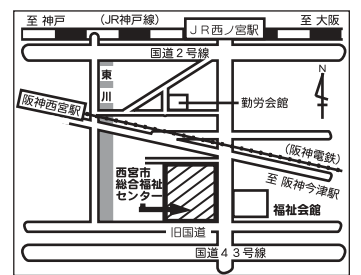 至 神戸
(JR神戸線)
JR西ノ宮駅
至 大阪
国道2号線
東川
N
阪神西宮駅
勤労会館
(阪神電鉄)
至 阪神今津駅
西宮市
総合福祉
センター
福祉会館
旧国道
国道43号線